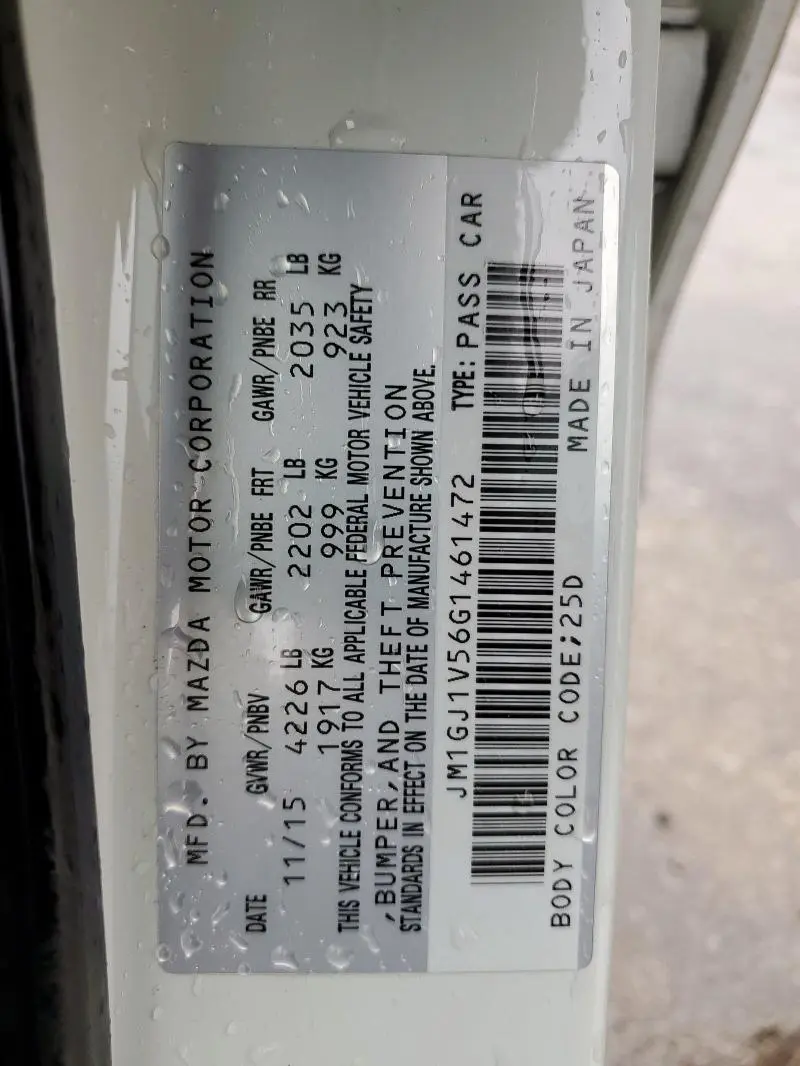 MFD. BY MAZDA MOTOR CORPORATION
DATE GVWR/PNBV GAWR/PNBE FRT GAWR/PNBE RR
11/15 4226 LB 2202 LB 2035 LB
1917 KG 999 KG 923 KG
THIS VEHICLE CONFORMS TO ALL APPLICABLE FEDERAL MOTOR VEHICLE SAFETY
,BUMPER,AND THEFT PREVENTION
STANDARDS IN EFFECT ON THE DATE OF MANUFACTURE SHOWN ABOVE.
JM1GJ1V56G1461472 TYPE: PASS CAR
BODY COLOR CODE;25D MADE IN JAPAN